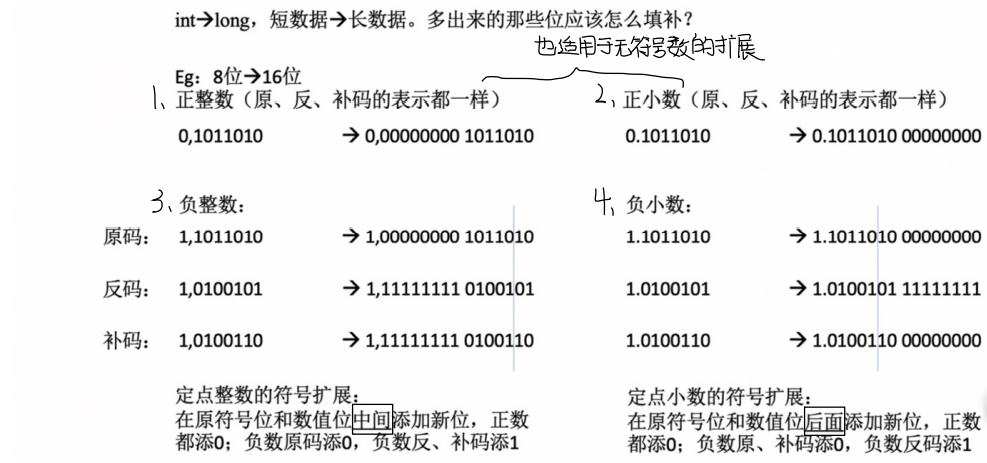 int→long，短数据→长数据。多出来的那些位应该怎么填补？
也适用于无符号数的扩展
Eg：8位→16位
1、正整数（原、反、补码的表示都一样）
0,1011010 → 0,00000000 1011010
2、正小数（原、反、补码的表示都一样）
0.1011010 → 0.1011010 00000000
3、负整数：
原码： 1,1011010 → 1,00000000 1011010
反码： 1,0100101 → 1,11111111 0100101
补码： 1,0100110 → 1,11111111 0100110
定点整数的符号扩展：
在原符号位和数值位中间添加新位，正数
都添0；负数原码添0，负数反、补码添1
4、负小数：
1.1011010 → 1.1011010 00000000
1.0100101 → 1.0100101 11111111
1.0100110 → 1.0100110 00000000
定点小数的符号扩展：
在原符号位和数值位后面添加新位，正数
都添0；负数原、补码添0，负数反码添1